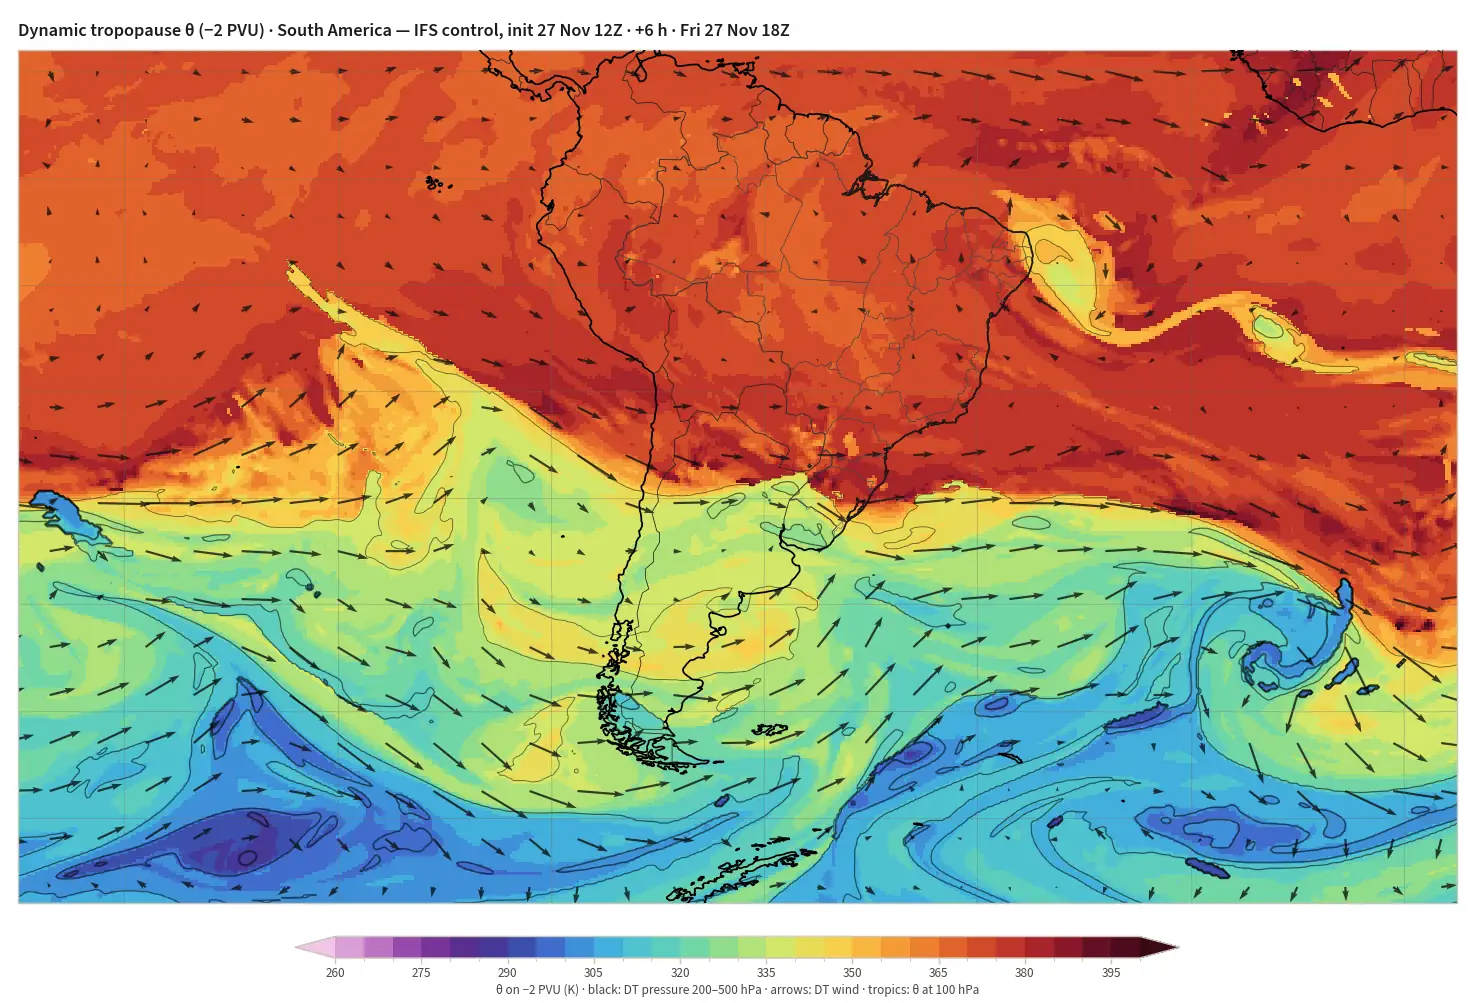 Dynamic tropopause θ (−2 PVU) · South America — IFS control, init 27 Nov 12Z · +6 h · Fri 27 Nov 18Z
260 275 290 305 320 335 350 365 380 395
θ on −2 PVU (K) · black: DT pressure 200–500 hPa · arrows: DT wind · tropics: θ at 100 hPa